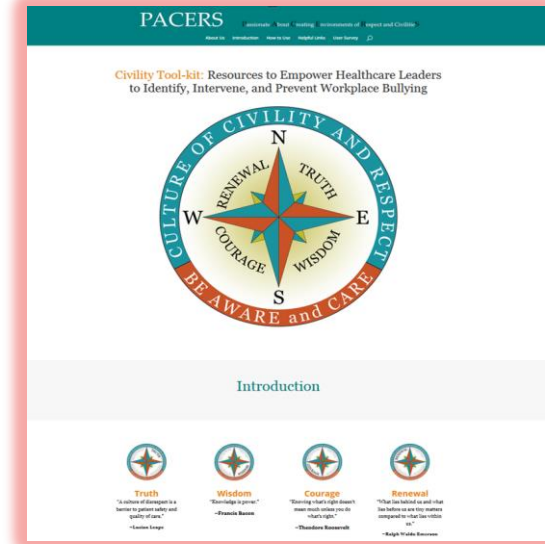 PACERS
About Us Introduction How to Use Helpful Links User Survey
Civility Tool-kit: Resources to Empower Healthcare Leaders
to Identify, Intervene, and Prevent Workplace Bullying
CULTURE OF CIVILITY AND RESPECT
N
RENEWAL TRUTH
W E
COURAGE WISDOM
S
BE AWARE and CARE
Introduction
Truth Wisdom Courage Renewal
"A culture of disrespect is a "Knowledge is power." "Knowing what's right doesn't "What lies behind us and what
barrier to patient safety and ~Francis Bacon mean much unless you do lies before us are tiny matters
quality of care." what's right." compared to what lies within
~Lucian Leape ~Theodore Roosevelt us."
~Ralph Waldo Emerson